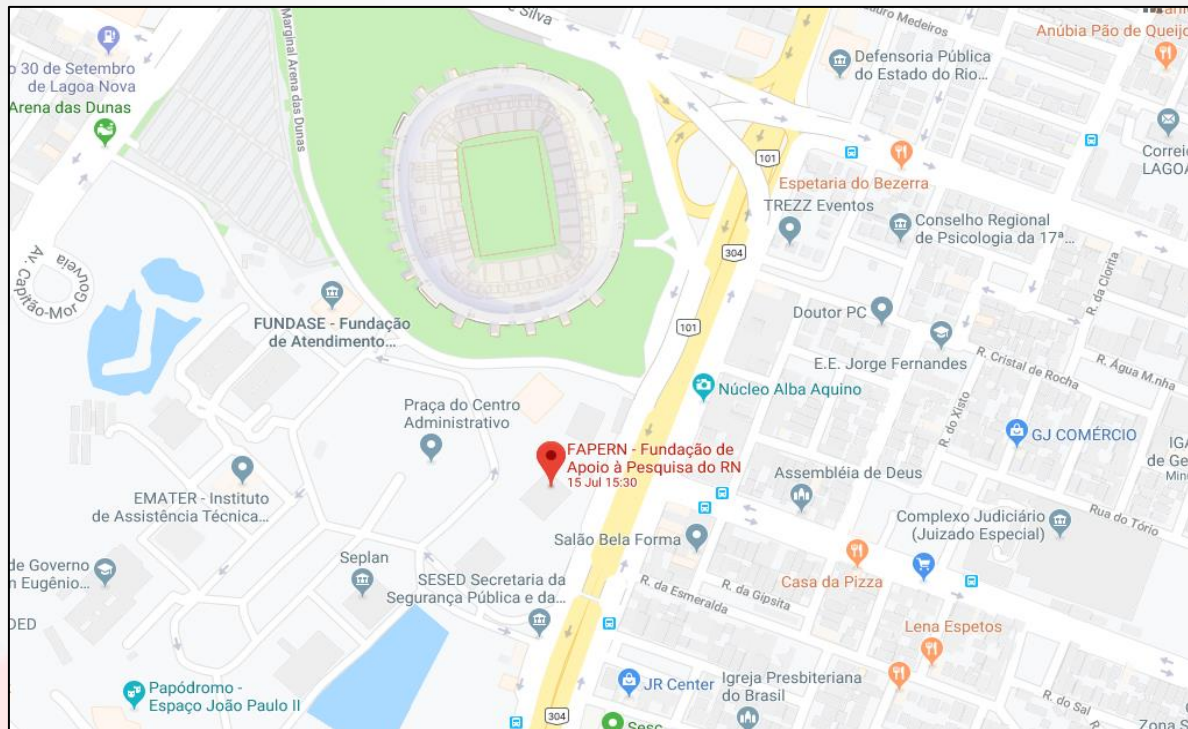 Marginal Arena das Dunas
e Silva
auro Medeiros
Anúbia Pão de Queijo
Defensoria Pública
do Estado do Rio...
o 30 de Setembro
de Lagoa Nova
Arena das Dunas
Correio
LAGOA
101
Espetaria do Bezerra
TREZZ Eventos
Conselho Regional
de Psicologia da 17ª...
304
R. da Clorita
Av. Capitão-Mor Gouveia
FUNDASE - Fundação
de Atendimento...
101
Doutor PC
E.E. Jorge Fernandes
R. Cristal de Rocha
R. Água M.nha
Núcleo Alba Aquino
Praça do Centro
Administrativo
R. do Xisto
GJ COMÉRCIO
IGA
de Ge
Minis
FAPERN - Fundação de
Apoio à Pesquisa do RN
15 Jul 15:30
Assembléia de Deus
EMATER - Instituto
de Assistência Técnica...
Complexo Judiciário
(Juizado Especial)
Rua do Tório
Salão Bela Forma
de Governo
n Eugênio...
Seplan
SESED Secretaria da
Segurança Pública e da...
Casa da Pizza
R. da Esmeralda
R. da Gipsita
DED
Lena Espetos
Papódromo -
Espaço João Paulo II
JR Center
Igreja Presbiteriana
do Brasil
R. do Sal
304
Sesc
Zona S